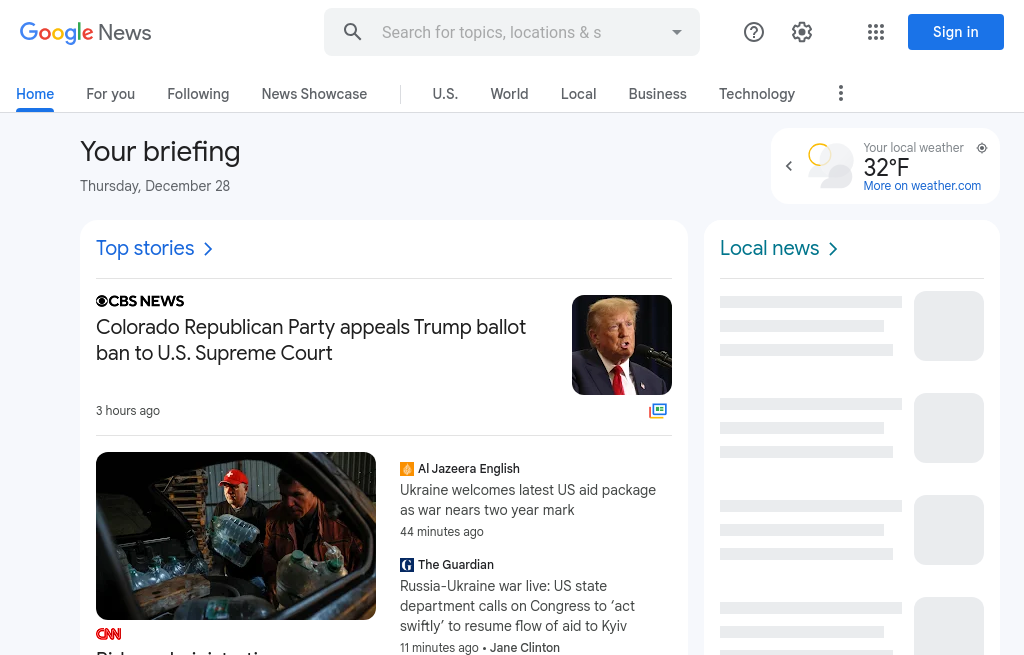 Google News
Search for topics, locations & s
Sign in
Home
For you
Following
News Showcase
U.S.
World
Local
Business
Technology
Your briefing
Thursday, December 28
Your local weather
32°F
More on weather.com
Top stories
Local news
CBS NEWS
Colorado Republican Party appeals Trump ballot
ban to U.S. Supreme Court
3 hours ago
CNN
Al Jazeera English
Ukraine welcomes latest US aid package
as war nears two year mark
44 minutes ago
The Guardian
Russia-Ukraine war live: US state
department calls on Congress to ‘act
swiftly’ to resume flow of aid to Kyiv
11 minutes ago • Jane Clinton